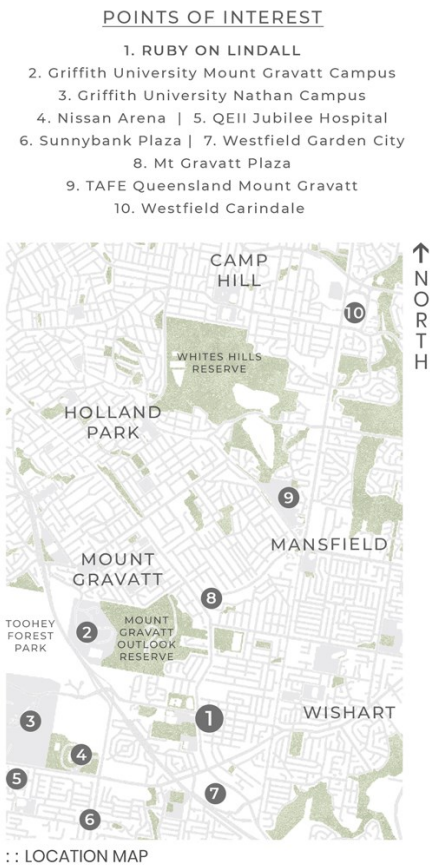 POINTS OF INTEREST
1. RUBY ON LINDALL
2. Griffith University Mount Gravatt Campus
3. Griffith University Nathan Campus
4. Nissan Arena | 5. QEII Jubilee Hospital
6. Sunnybank Plaza | 7. Westfield Garden City
8. Mt Gravatt Plaza
9. TAFE Queensland Mount Gravatt
10. Westfield Carindale
NORTH
CAMP
HILL
10
WHITES HILLS
RESERVE
HOLLAND
PARK
9
MANSFIELD
MOUNT
GRAVATT
8
TOOHEY
FOREST
PARK
2
MOUNT
GRAVATT
OUTLOOK
RESERVE
3
1
WISHART
4
5
7
6
: : LOCATION MAP